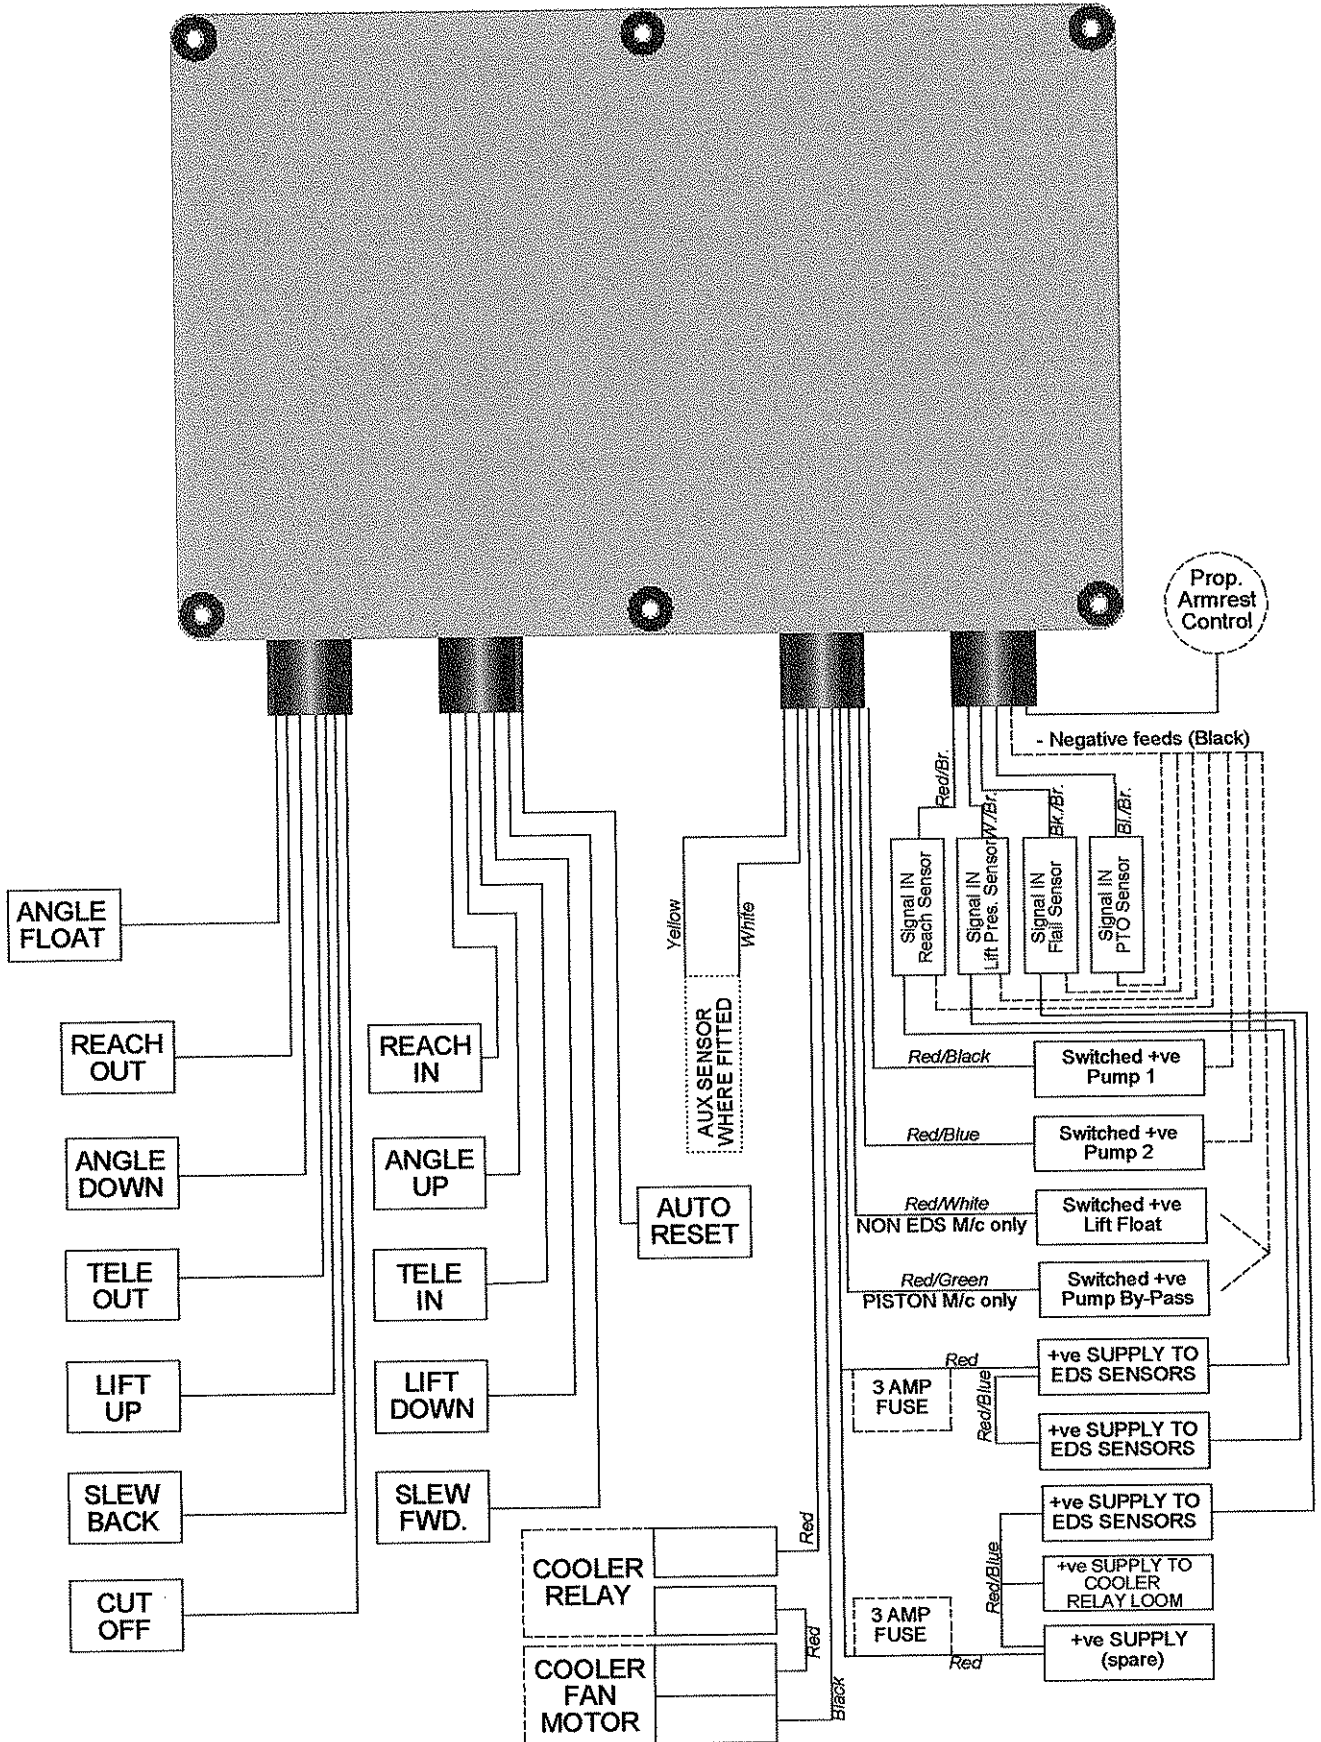 Prop.
Armrest
Control
- Negative feeds (Black)
Red/Br.
W./Br.
Bk./Br.
Bl./Br.
Signal IN
Reach Sensor
Signal IN
Lift Pres. Sensor
Signal IN
Flail Sensor
Signal IN
PTO Sensor
Yellow
White
AUX SENSOR
WHERE FITTED
ANGLE
FLOAT
REACH
OUT
ANGLE
DOWN
TELE
OUT
LIFT
UP
SLEW
BACK
CUT
OFF
REACH
IN
ANGLE
UP
TELE
IN
LIFT
DOWN
SLEW
FWD.
AUTO
RESET
Red/Black
Switched +ve
Pump 1
Red/Blue
Switched +ve
Pump 2
Red/White
NON EDS M/c only
Switched +ve
Lift Float
Red/Green
PISTON M/c only
Switched +ve
Pump By-Pass
Red
3 AMP
FUSE
Red/Blue
+ve SUPPLY TO
EDS SENSORS
+ve SUPPLY TO
EDS SENSORS
+ve SUPPLY TO
EDS SENSORS
Red/Blue
+ve SUPPLY TO
COOLER
RELAY LOOM
3 AMP
FUSE
Red
+ve SUPPLY
(spare)
COOLER
RELAY
Red
Red
COOLER
FAN
MOTOR
Black